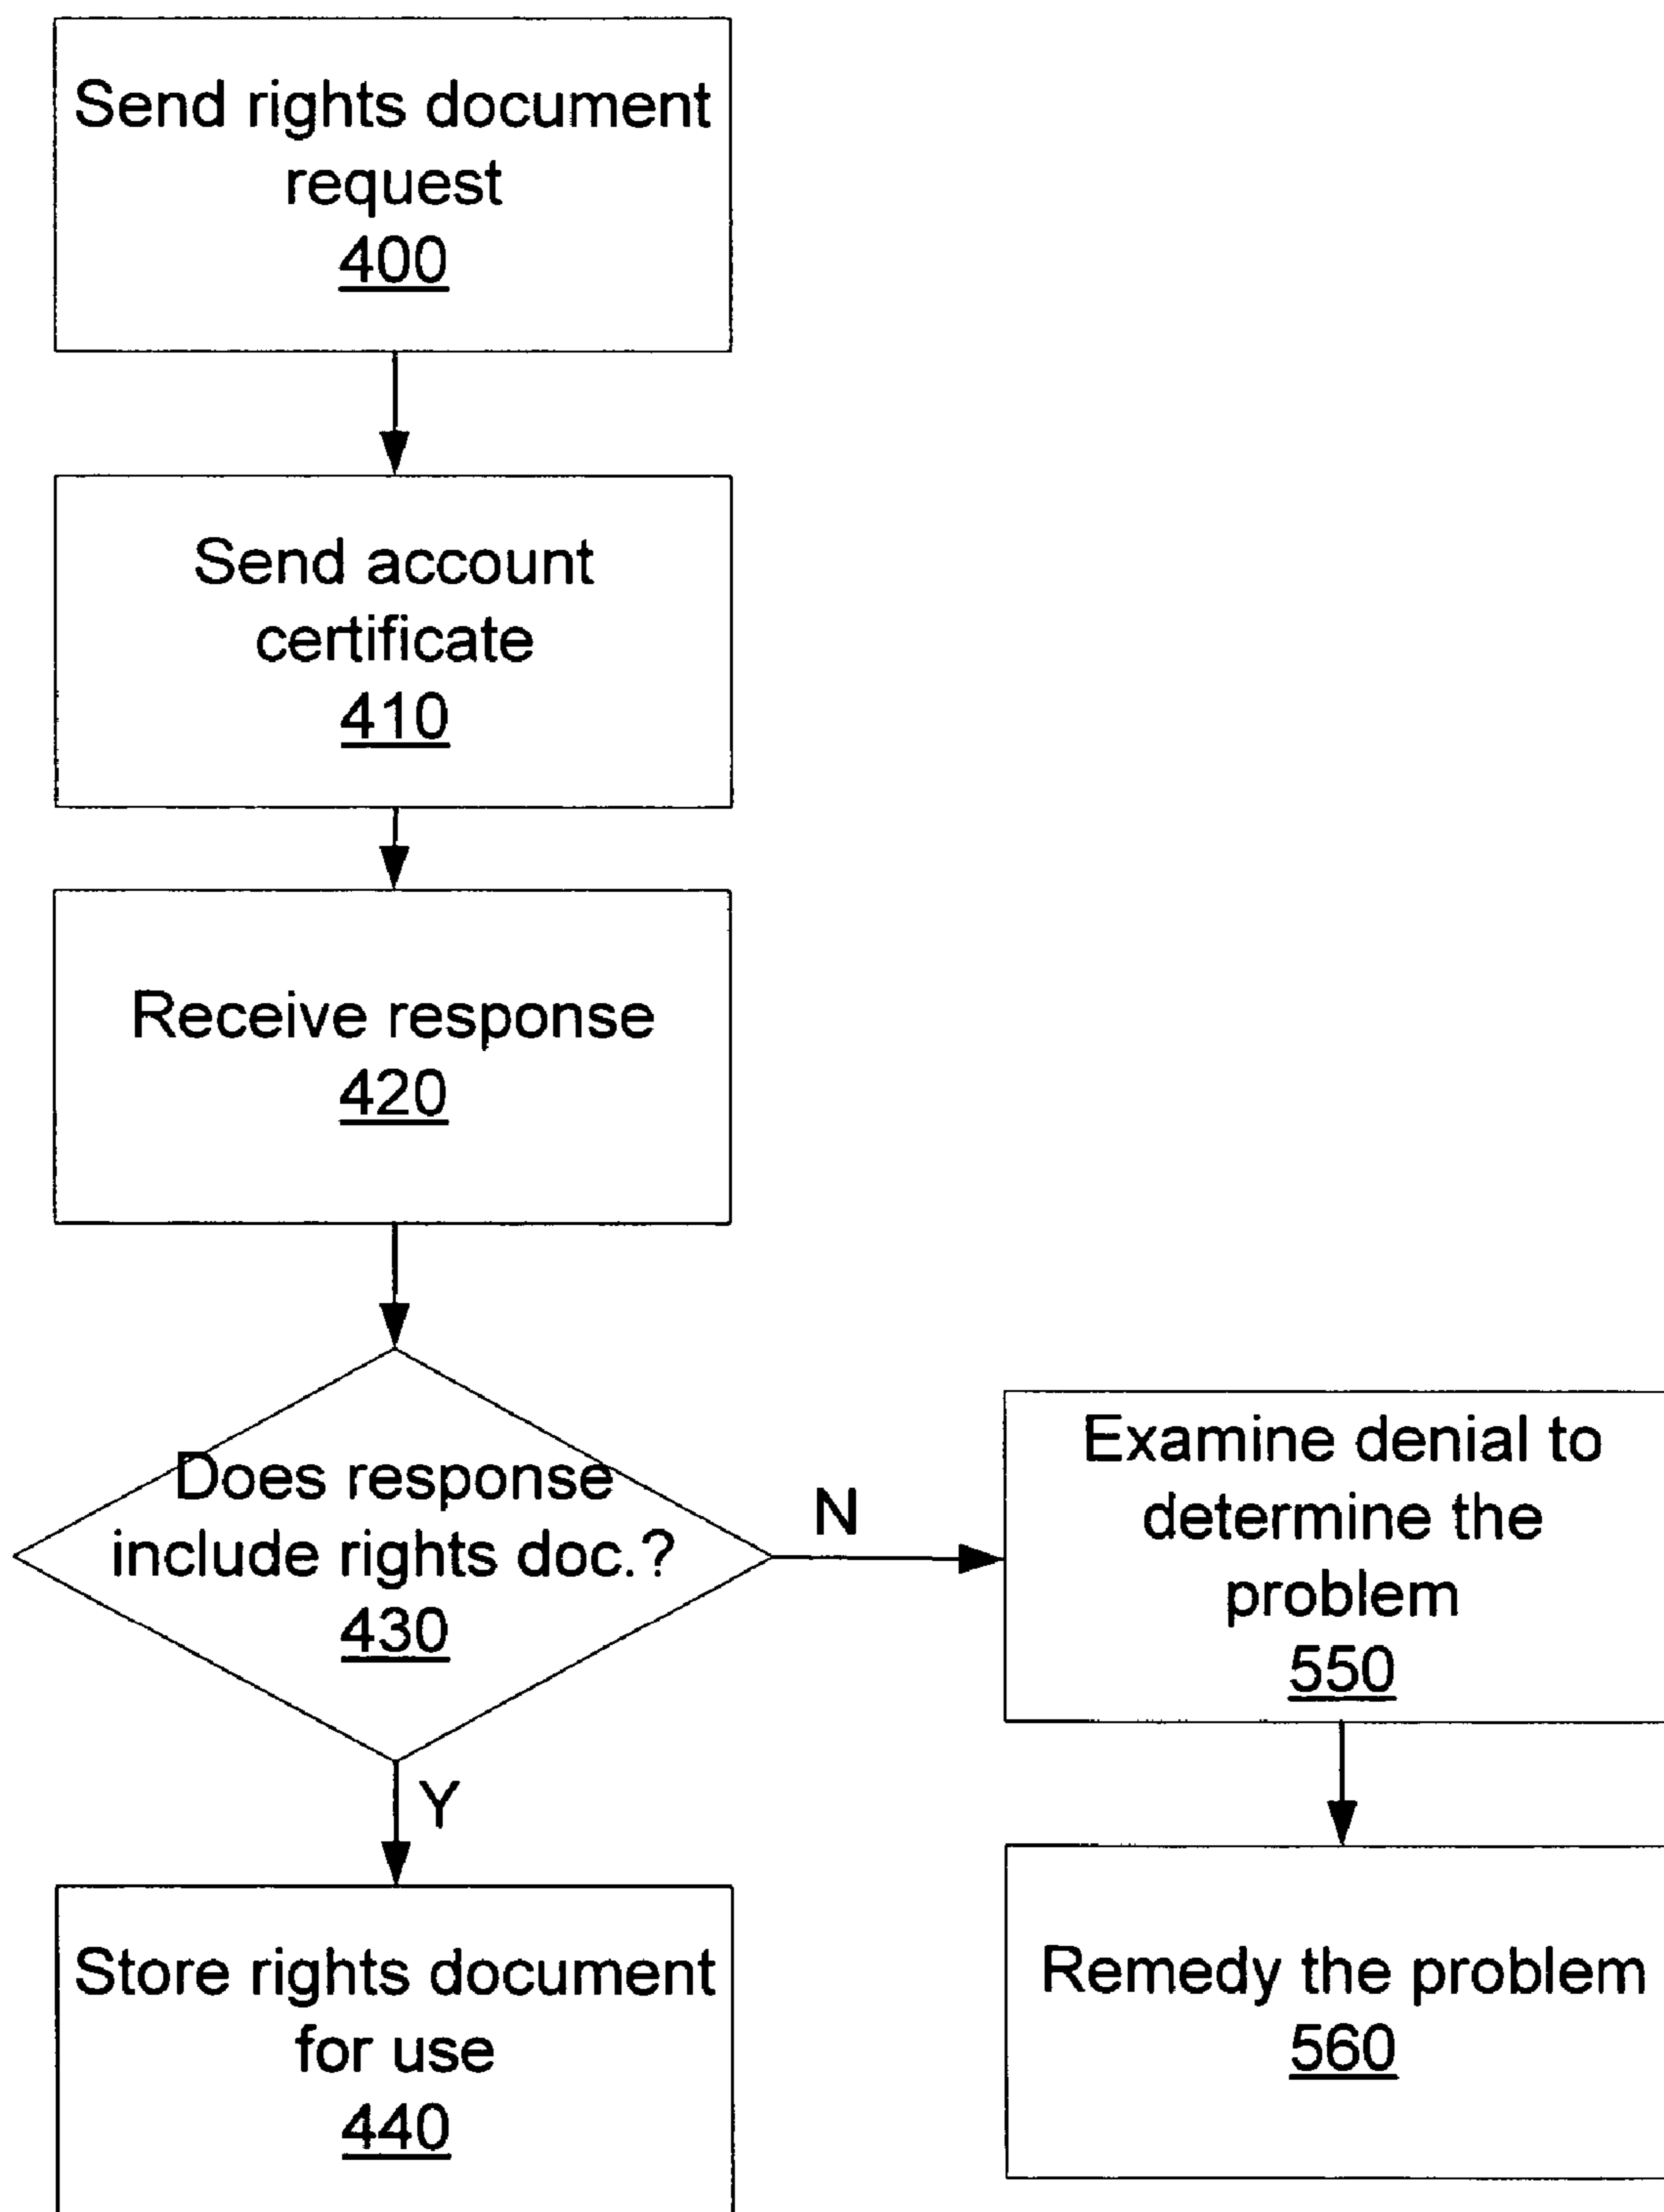 Send rights document
request
400
Send account
certificate
410
Receive response
420
Does response
include rights doc.?
430
N
Examine denial to
determine the
problem
550
Y
Store rights document
for use
440
Remedy the problem
560